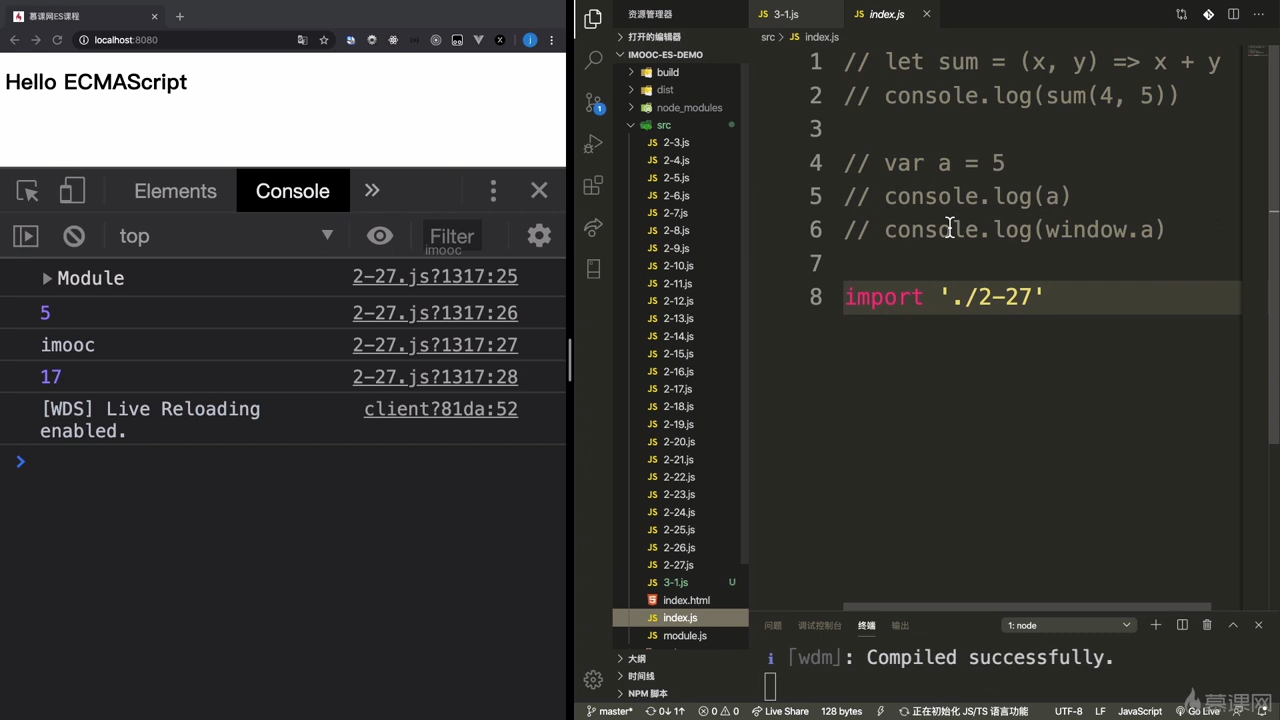 慕课网ES课程
localhost:8080
Hello ECMAScript
Elements
Console
top
Filter
imooc
Module 2-27.js?1317:25
5 2-27.js?1317:26
imooc 2-27.js?1317:27
17 2-27.js?1317:28
[WDS] Live Reloading client?81da:52
enabled.
资源管理器
打开的编辑器
IMOOC-ES-DEMO
build
dist
node_modules
src
2-3.js
2-4.js
2-5.js
2-6.js
2-7.js
2-8.js
2-9.js
2-10.js
2-11.js
2-12.js
2-13.js
2-14.js
2-15.js
2-16.js
2-17.js
2-18.js
2-19.js
2-20.js
2-21.js
2-22.js
2-23.js
2-24.js
2-25.js
2-26.js
2-27.js
3-1.js U
index.html
index.js
module.js
大纲
时间线
NPM 脚本
3-1.js
index.js
src > index.js
1 // let sum = (x, y) => x + y
2 // console.log(sum(4, 5))
3
4 // var a = 5
5 // console.log(a)
6 // console.log(window.a)
7
8 import './2-27'
问题 调试控制台 终端 输出 1: node
i 「wdm」: Compiled successfully.
master* 0↓ 1↑ 0 0 Live Share 128 bytes 正在初始化 JS/TS 语言功能 UTF-8 LF JavaScript Go Live
慕课网